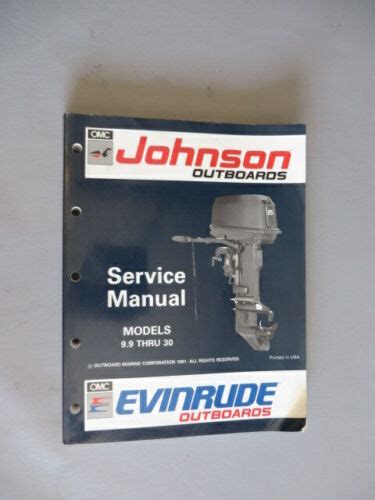 OMC
Johnson
OUTBOARDS
25
Service
Manual
MODELS
9.9 THRU 30
Printed in USA
© OUTBOARD MARINE CORPORATION 1991. ALL RIGHTS RESERVED.
OMC
EVINRUDE
OUTBOARDS